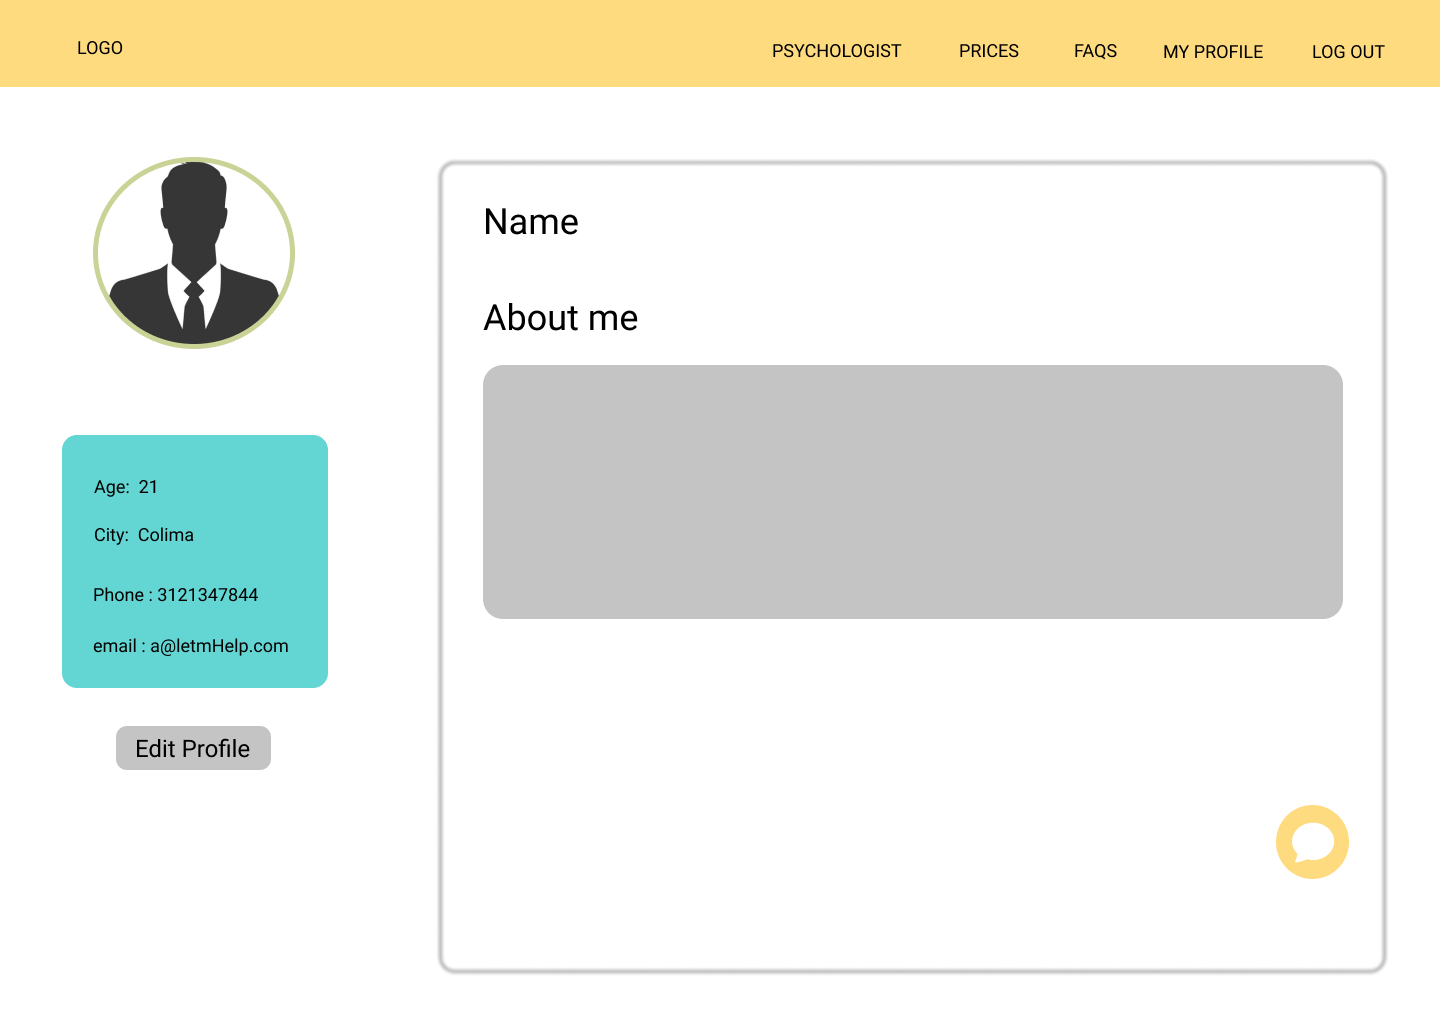 LOGO
PSYCHOLOGIST
PRICES
FAQS
MY PROFILE
LOG OUT
Age: 21
City: Colima
Phone : 3121347844
email : a@letmHelp.com
Edit Profile
Name
About me